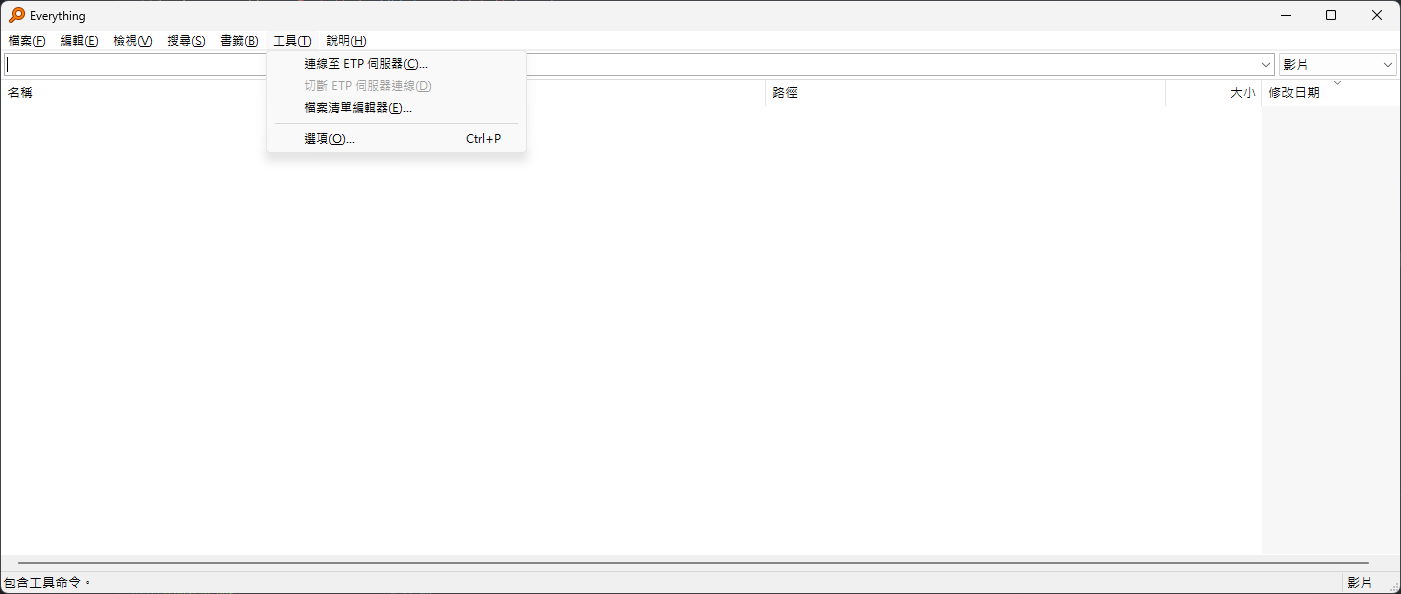 Everything
檔案(F) 編輯(E) 檢視(V) 搜尋(S) 書籤(B) 工具(T) 說明(H)
影片
連線至 ETP 伺服器(C)...
切斷 ETP 伺服器連線(D)
檔案清單編輯器(E)...
選項(O)... Ctrl+P
名稱 路徑 大小 修改日期
包含工具命令。 影片